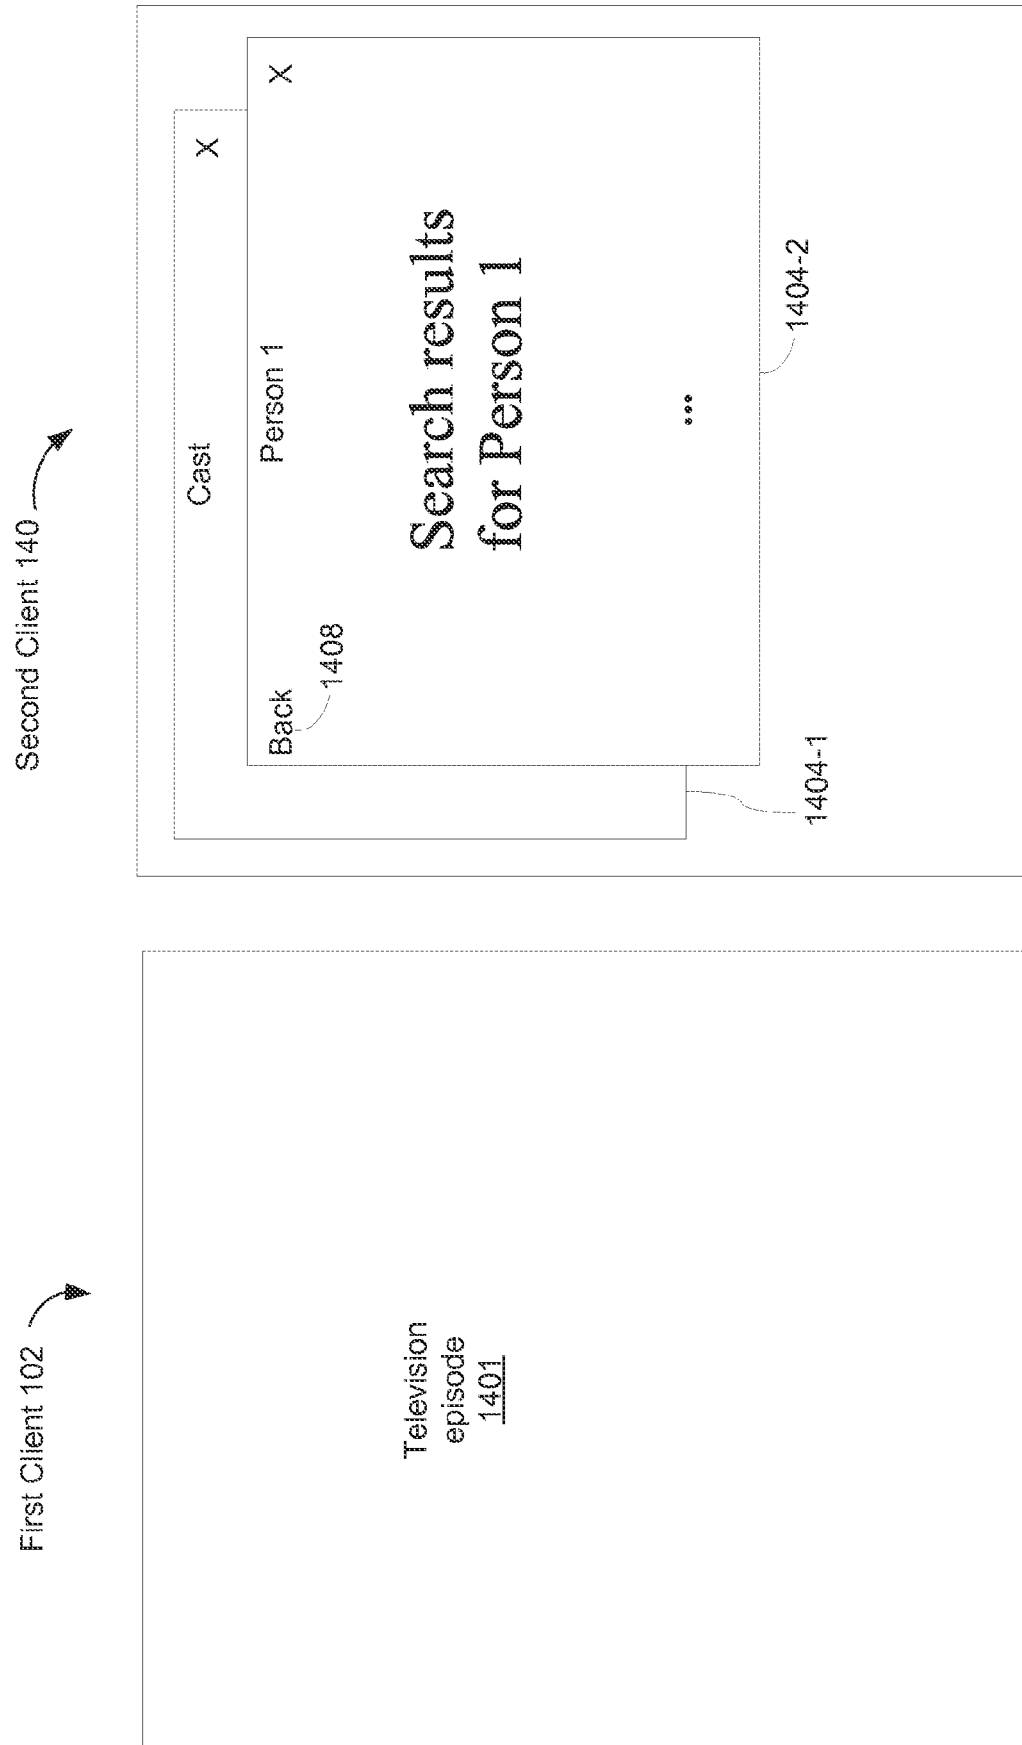 First Client 102
Television
episode
1401
Second Client 140
Cast
X
Back
Person 1
X
1408
Search results
for Person 1
...
1404-1
1404-2